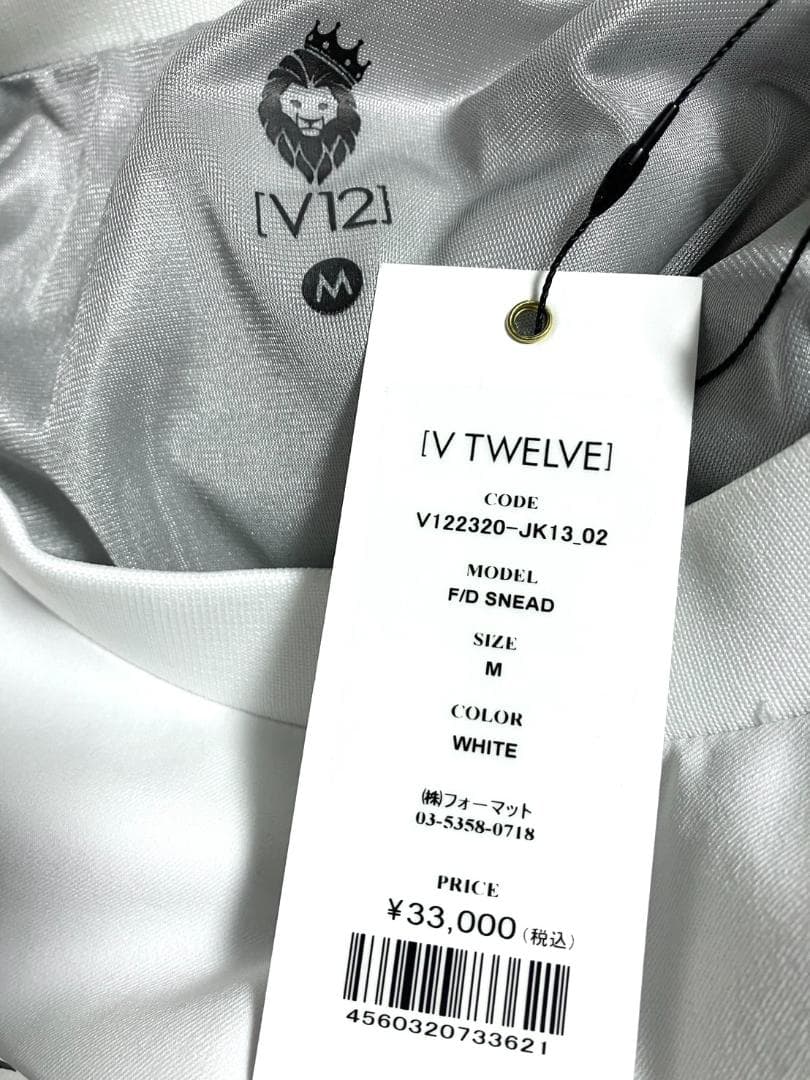 [V12]
M
[V TWELVE]
CODE
V122320-JK13_02
MODEL
F/D SNEAD
SIZE
M
COLOR
WHITE
㈱フォーマット
03-5358-0718
PRICE
¥33,000(税込)
4560320733621